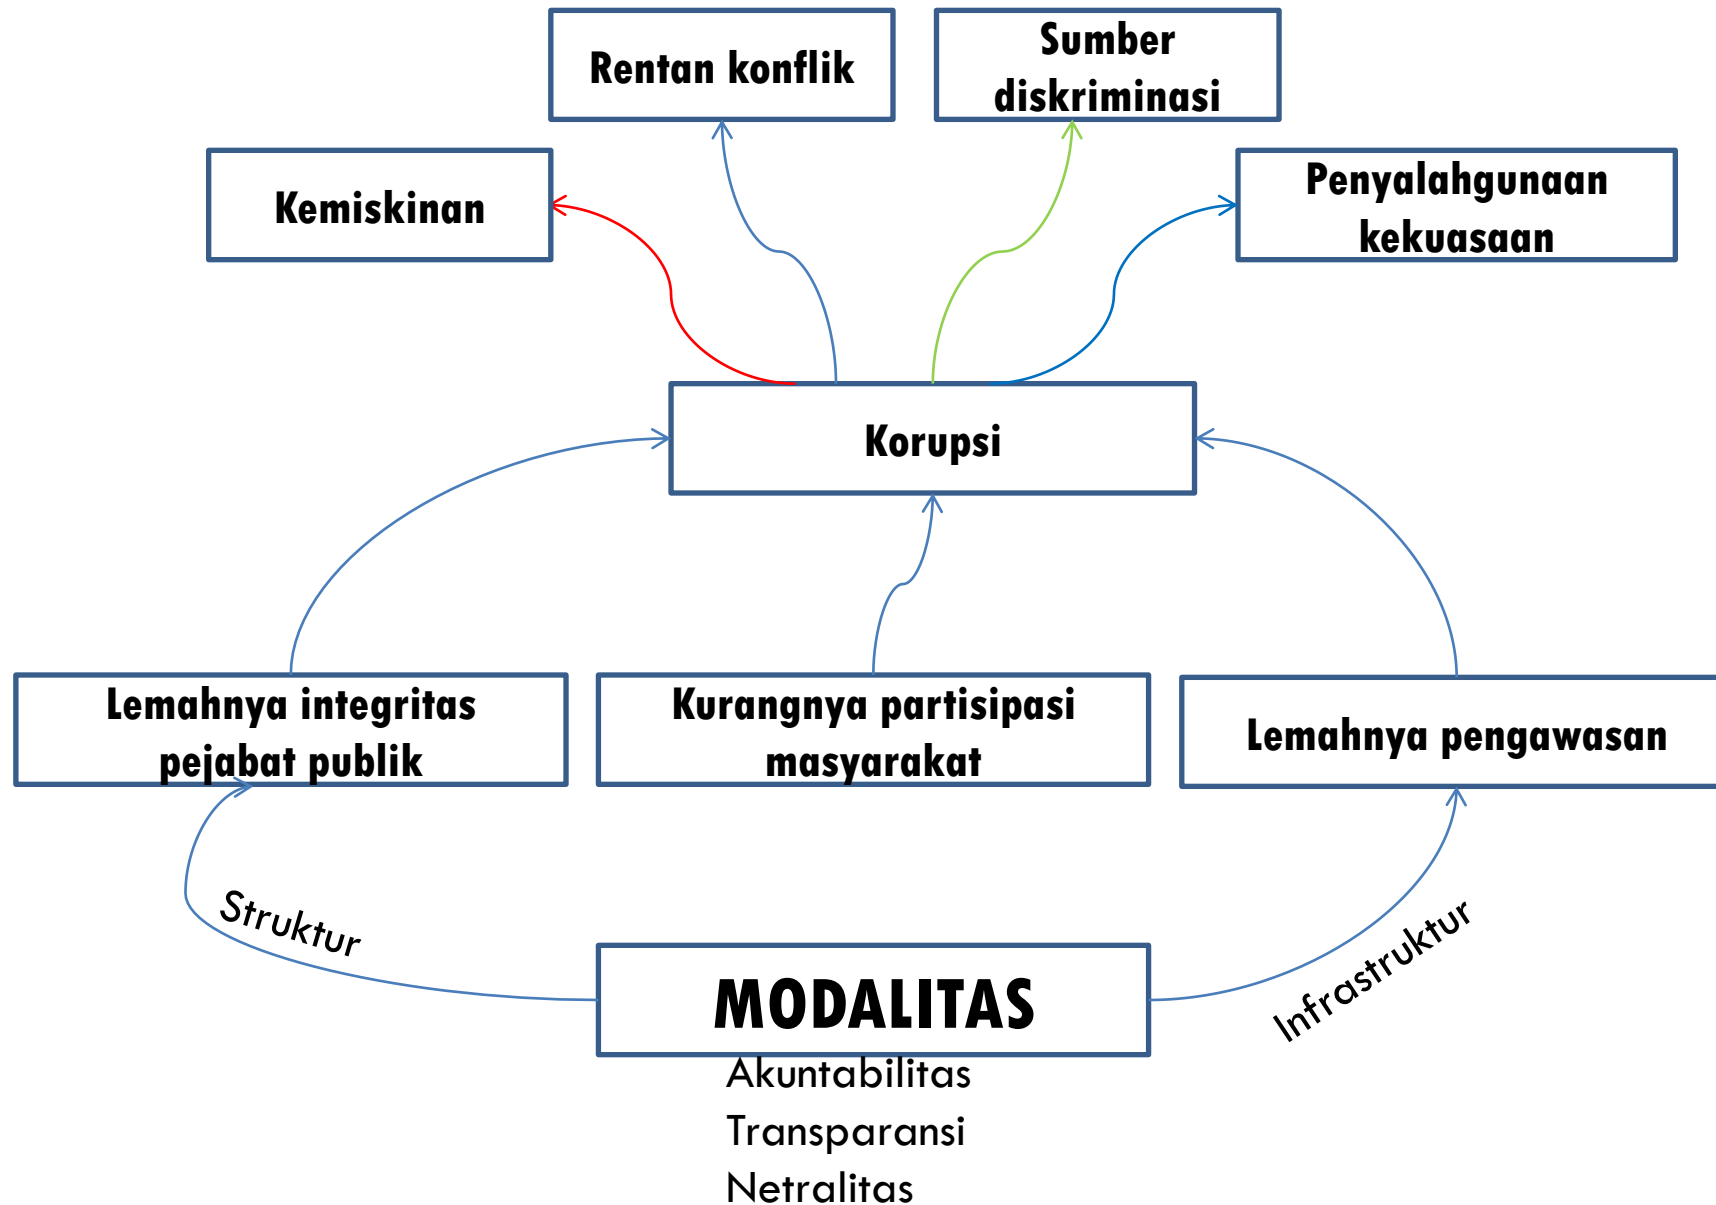 Rentan konflik
Sumber
diskriminasi
Kemiskinan
Penyalahgunaan
kekuasaan
Korupsi
Lemahnya integritas
pejabat publik
Kurangnya partisipasi
masyarakat
Lemahnya pengawasan
Struktur
Infrastruktur
MODALITAS
Akuntabilitas
Transparansi
Netralitas